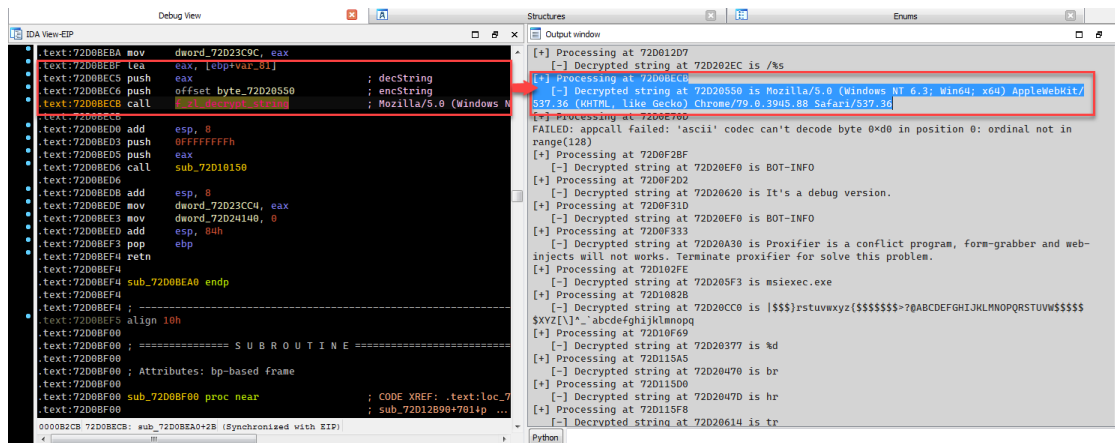 Debug View
Structures
Enums
IDA View-EIP
.text:72D0BEBA mov     dword_72D23C9C, eax
.text:72D0BEBF lea     eax, [ebp+var_81]
.text:72D0BEC5 push    eax             ; decString
.text:72D0BEC6 push    offset byte_72D20550 ; encString
.text:72D0BECB call    ; Mozilla/5.0 (Windows N
.text:72D0BECB
.text:72D0BED0 add     esp, 8
.text:72D0BED3 push    0FFFFFFFFh
.text:72D0BED5 push    eax
.text:72D0BED6 call    sub_72D10150
.text:72D0BED6
.text:72D0BEDB add     esp, 8
.text:72D0BEDE mov     dword_72D23CC4, eax
.text:72D0BEE3 mov     dword_72D24140, 0
.text:72D0BEED add     esp, 84h
.text:72D0BEF3 pop     ebp
.text:72D0BEF4 retn
.text:72D0BEF4
.text:72D0BEF4 sub_72D0BEA0 endp
.text:72D0BEF4
.text:72D0BEF4 ; ----------------------------------------
.text:72D0BEF5 align 10h
.text:72D0BF00
.text:72D0BF00 ; =============== S U B R O U T I N E ==========================
.text:72D0BF00
.text:72D0BF00 ; Attributes: bp-based frame
.text:72D0BF00
.text:72D0BF00 sub_72D0BF00 proc near          ; CODE XREF: .text:loc_7
.text:72D0BF00                                 ; sub_72D12B90+701↓p ...
0000B2CB 72D0BECB: sub_72D0BEA0+2B (Synchronized with EIP)
Output window
[+] Processing at 72D012D7
[-] Decrypted string at 72D202EC is /%s
[+] Processing at 72D0BECB
[-] Decrypted string at 72D20550 is Mozilla/5.0 (Windows NT 6.3; Win64; x64) AppleWebKit/
537.36 (KHTML, like Gecko) Chrome/79.0.3945.88 Safari/537.36
[+] Processing at 72D0E70D
FAILED: appcall failed: 'ascii' codec can't decode byte 0×d0 in position 0: ordinal not in
range(128)
[+] Processing at 72D0F2BF
[-] Decrypted string at 72D20EF0 is BOT-INFO
[+] Processing at 72D0F2D2
[-] Decrypted string at 72D20620 is It's a debug version.
[+] Processing at 72D0F31D
[-] Decrypted string at 72D20EF0 is BOT-INFO
[+] Processing at 72D0F333
[-] Decrypted string at 72D20A30 is Proxifier is a conflict program, form-grabber and web-
injects will not works. Terminate proxifier for solve this problem.
[+] Processing at 72D102FE
[-] Decrypted string at 72D205F3 is msiexec.exe
[+] Processing at 72D1082B
[-] Decrypted string at 72D20CC0 is |$$$}rstuvwxyz{$$$$$$$>?@ABCDEFGHIJKLMNOPQRSTUVW$$$$$
$XYZ[\]^_`abcdefghijklmnopq
[+] Processing at 72D10F69
[-] Decrypted string at 72D20377 is %d
[+] Processing at 72D115A5
[-] Decrypted string at 72D20470 is br
[+] Processing at 72D115D0
[-] Decrypted string at 72D2047D is hr
[+] Processing at 72D115F8
[-] Decrypted string at 72D20614 is tr
Python